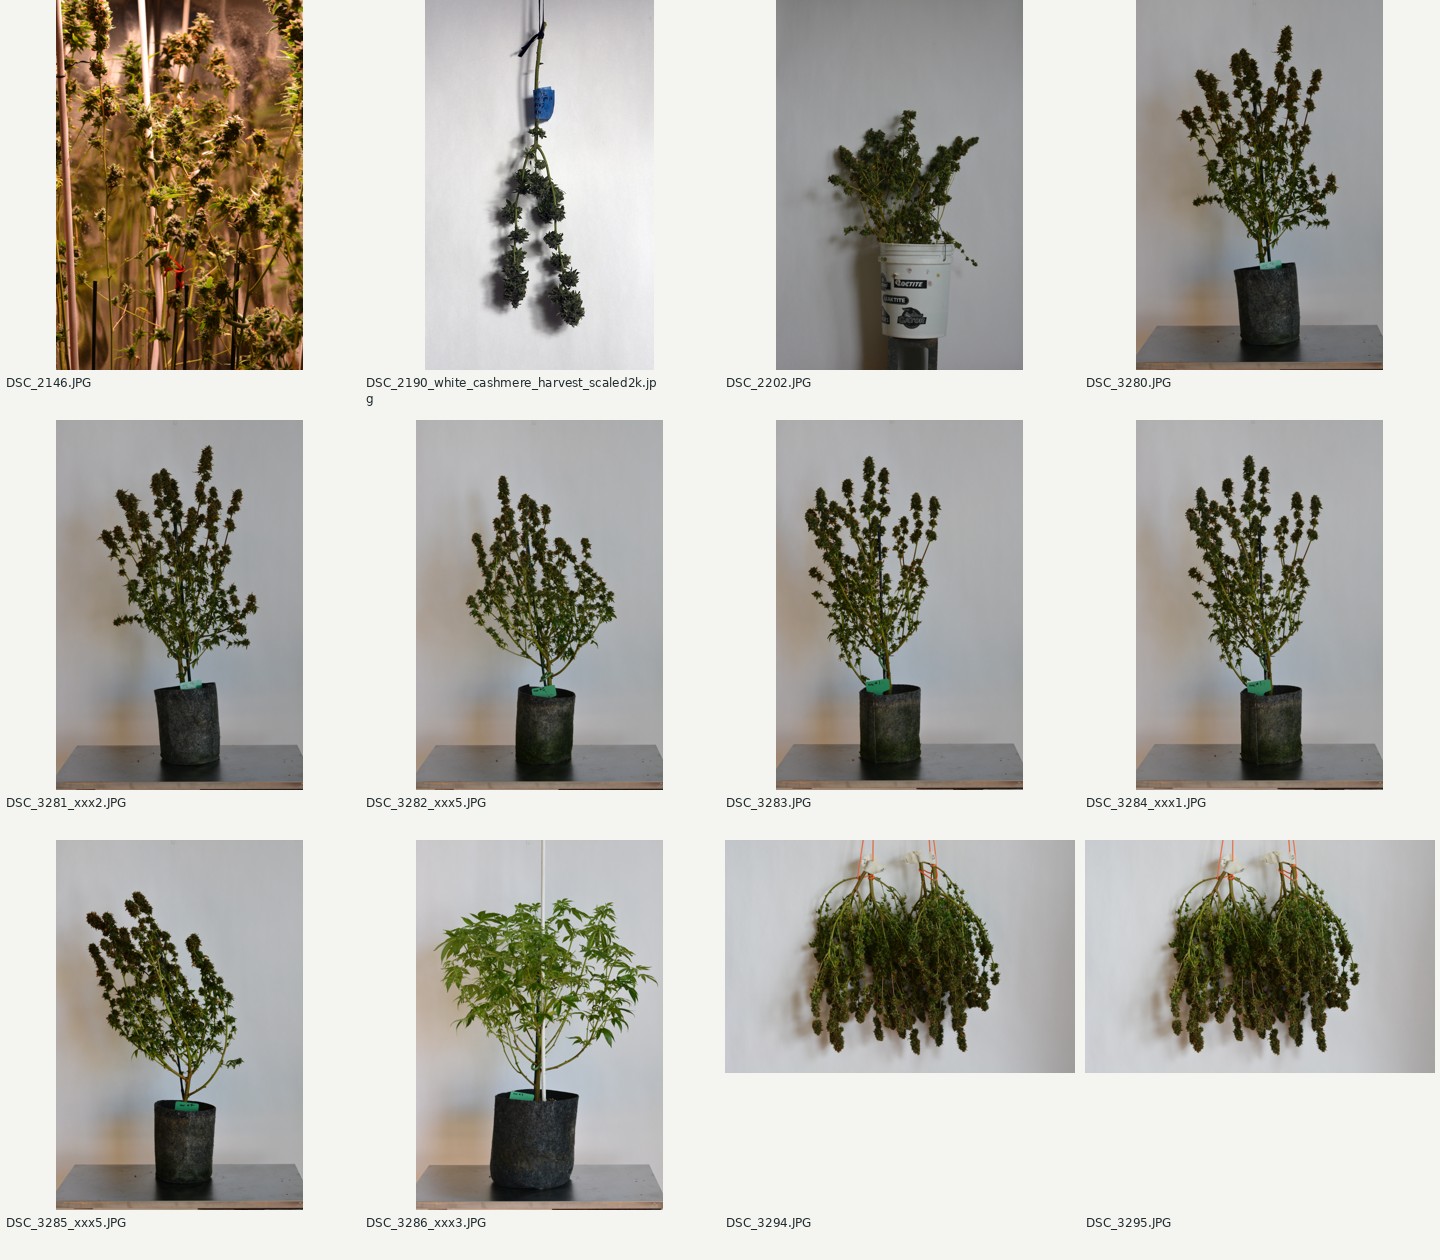 DSC_2146.JPG
DSC_2190_white_cashmere_harvest_scaled2k.jp
g
DSC_2202.JPG
DSC_3280.JPG
LOCTITE
DSC_3281_xxx2.JPG
DSC_3282_xxx5.JPG
DSC_3283.JPG
DSC_3284_xxx1.JPG
DSC_3285_xxx5.JPG
DSC_3286_xxx3.JPG
DSC_3294.JPG
DSC_3295.JPG